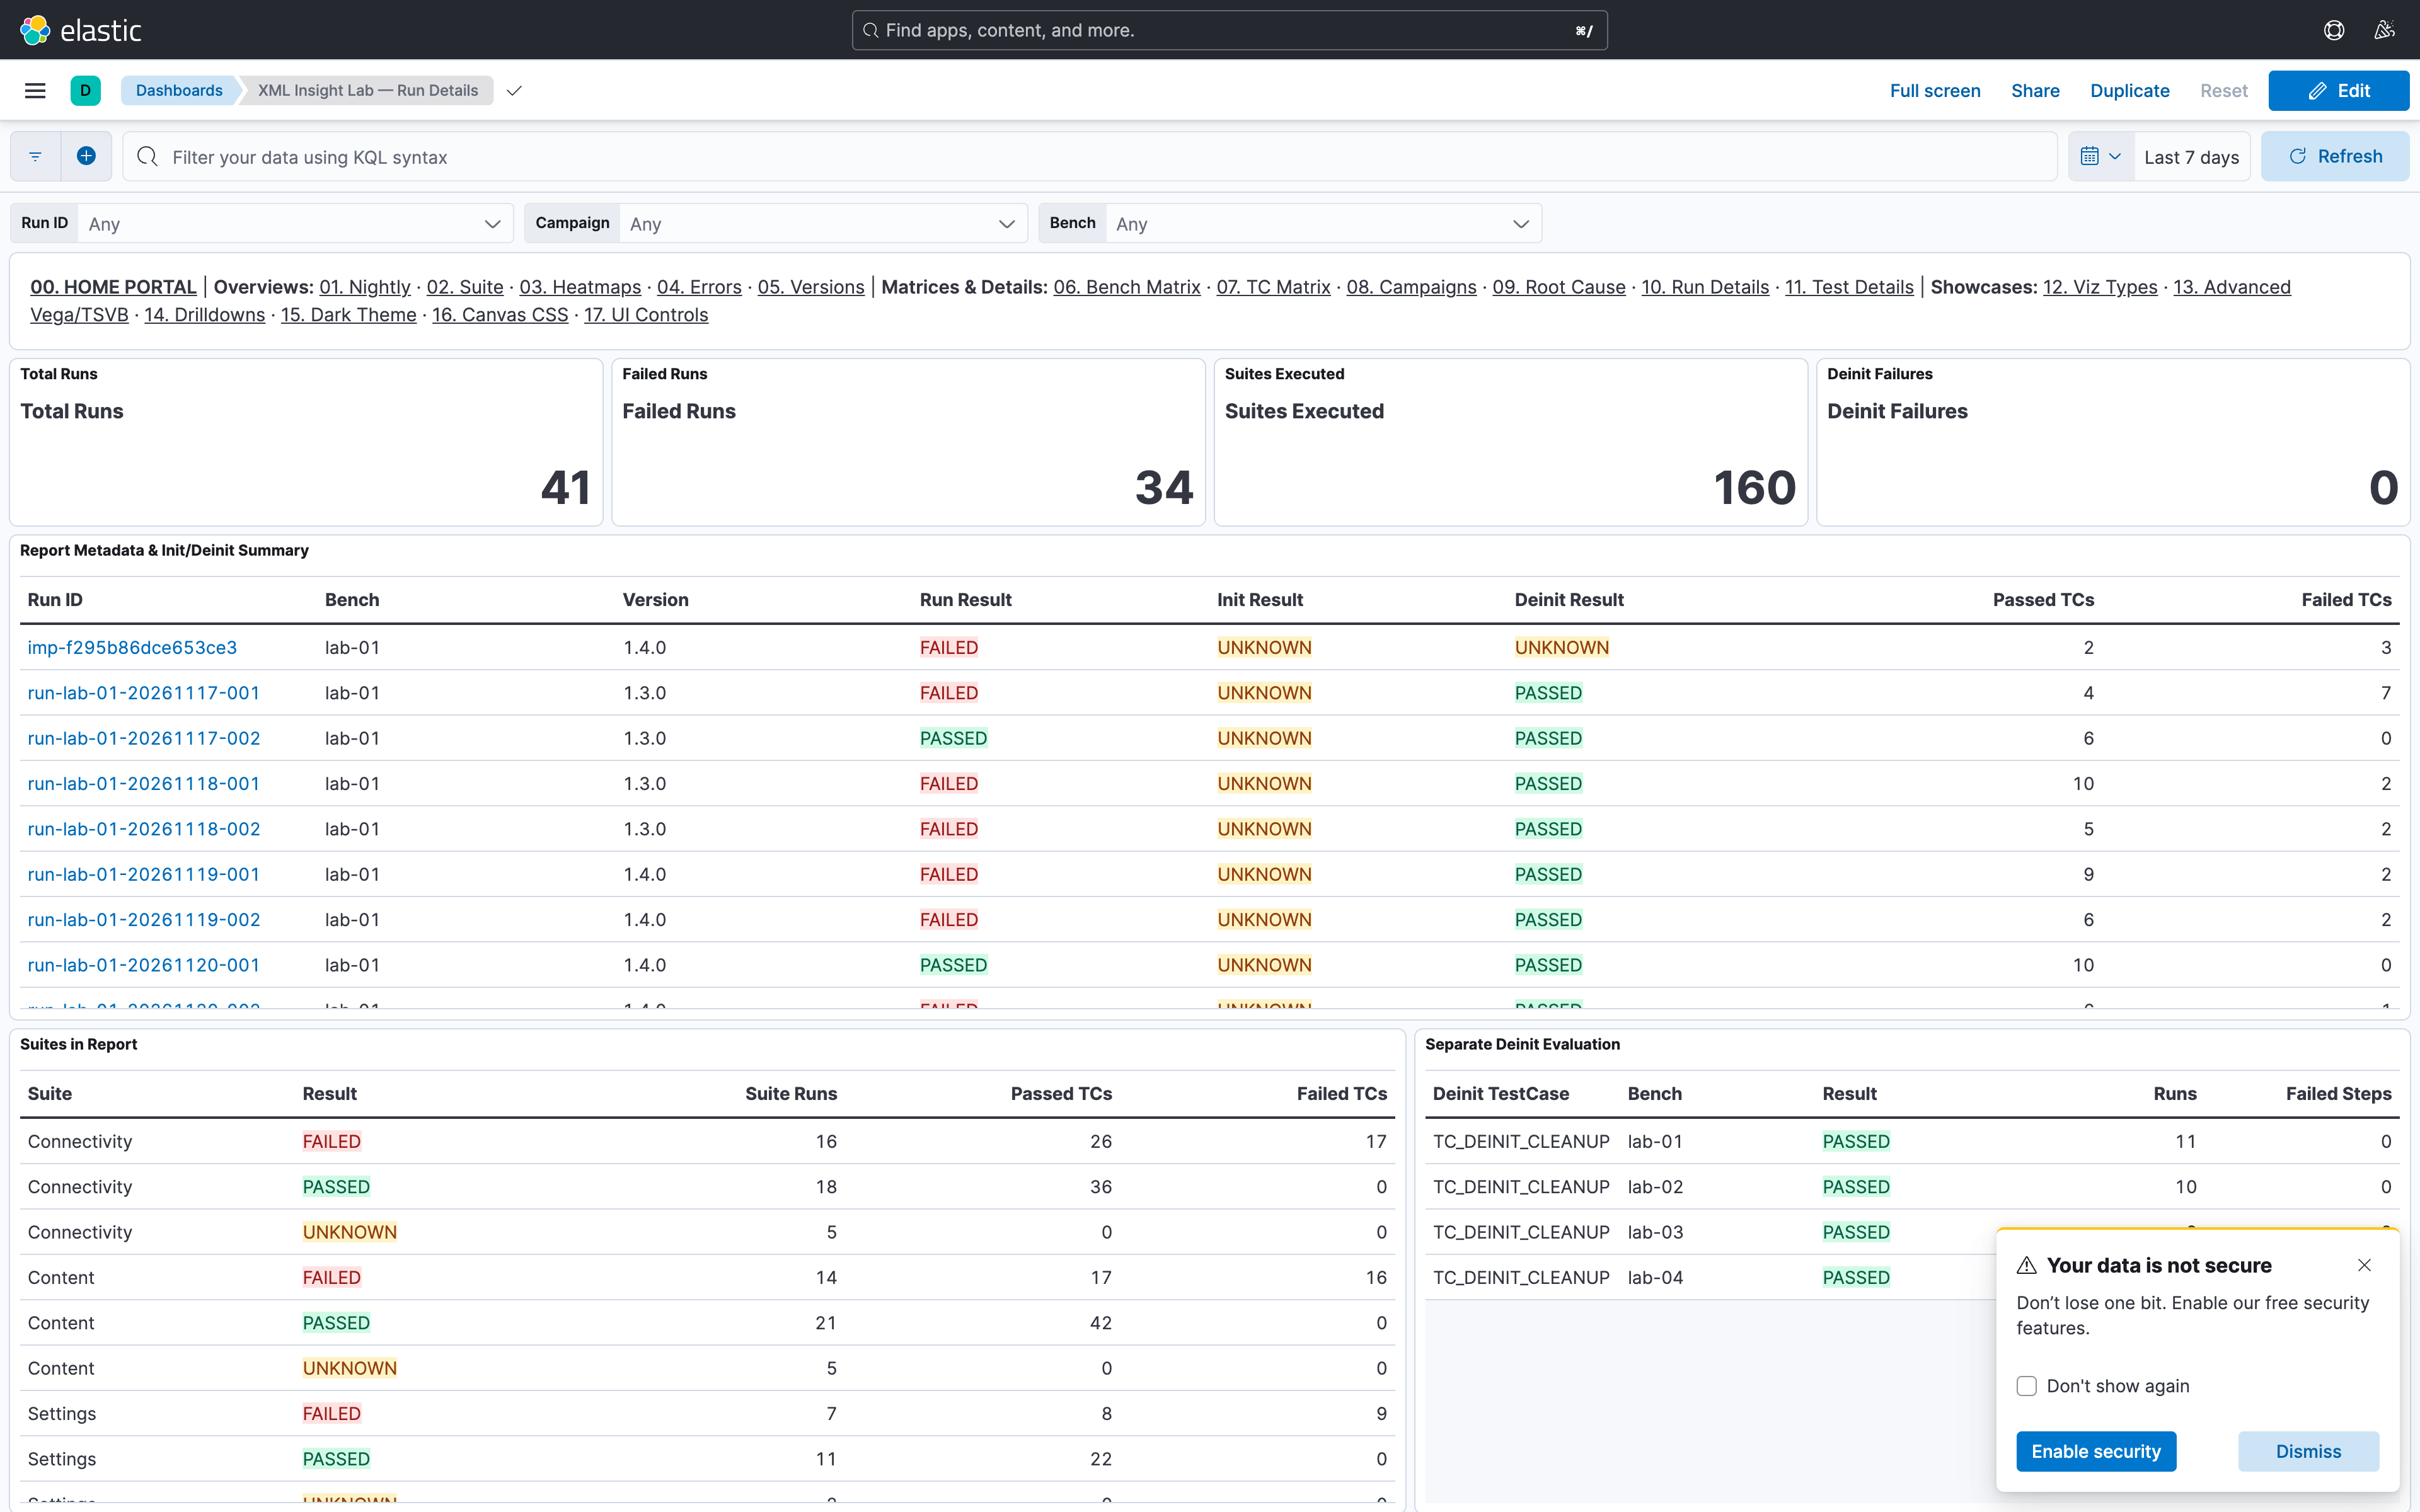 elastic
Find apps, content, and more.
⌘/
D
Dashboards
XML Insight Lab — Run Details
Full screen
Share
Duplicate
Reset
Edit
Filter your data using KQL syntax
Last 7 days
Refresh
Run ID Any
Campaign Any
Bench Any
00. HOME PORTAL | Overviews: 01. Nightly · 02. Suite · 03. Heatmaps · 04. Errors · 05. Versions | Matrices & Details: 06. Bench Matrix · 07. TC Matrix · 08. Campaigns · 09. Root Cause · 10. Run Details · 11. Test Details | Showcases: 12. Viz Types · 13. Advanced
Vega/TSVB · 14. Drilldowns · 15. Dark Theme · 16. Canvas CSS · 17. UI Controls
Total Runs
Total Runs
41
Failed Runs
Failed Runs
34
Suites Executed
Suites Executed
160
Deinit Failures
Deinit Failures
0
Report Metadata & Init/Deinit Summary
Run ID Bench Version Run Result Init Result Deinit Result Passed TCs Failed TCs
imp-f295b86dce653ce3 lab-01 1.4.0 FAILED UNKNOWN UNKNOWN 2 3
run-lab-01-20261117-001 lab-01 1.3.0 FAILED UNKNOWN PASSED 4 7
run-lab-01-20261117-002 lab-01 1.3.0 PASSED UNKNOWN PASSED 6 0
run-lab-01-20261118-001 lab-01 1.3.0 FAILED UNKNOWN PASSED 10 2
run-lab-01-20261118-002 lab-01 1.3.0 FAILED UNKNOWN PASSED 5 2
run-lab-01-20261119-001 lab-01 1.4.0 FAILED UNKNOWN PASSED 9 2
run-lab-01-20261119-002 lab-01 1.4.0 FAILED UNKNOWN PASSED 6 2
run-lab-01-20261120-001 lab-01 1.4.0 PASSED UNKNOWN PASSED 10 0
Suites in Report
Suite Result Suite Runs Passed TCs Failed TCs
Connectivity FAILED 16 26 17
Connectivity PASSED 18 36 0
Connectivity UNKNOWN 5 0 0
Content FAILED 14 17 16
Content PASSED 21 42 0
Content UNKNOWN 5 0 0
Settings FAILED 7 8 9
Settings PASSED 11 22 0
Separate Deinit Evaluation
Deinit TestCase Bench Result Runs Failed Steps
TC_DEINIT_CLEANUP lab-01 PASSED 11 0
TC_DEINIT_CLEANUP lab-02 PASSED 10 0
TC_DEINIT_CLEANUP lab-03 PASSED
TC_DEINIT_CLEANUP lab-04 PASSED
Your data is not secure
Don’t lose one bit. Enable our free security
features.
Don't show again
Enable security
Dismiss